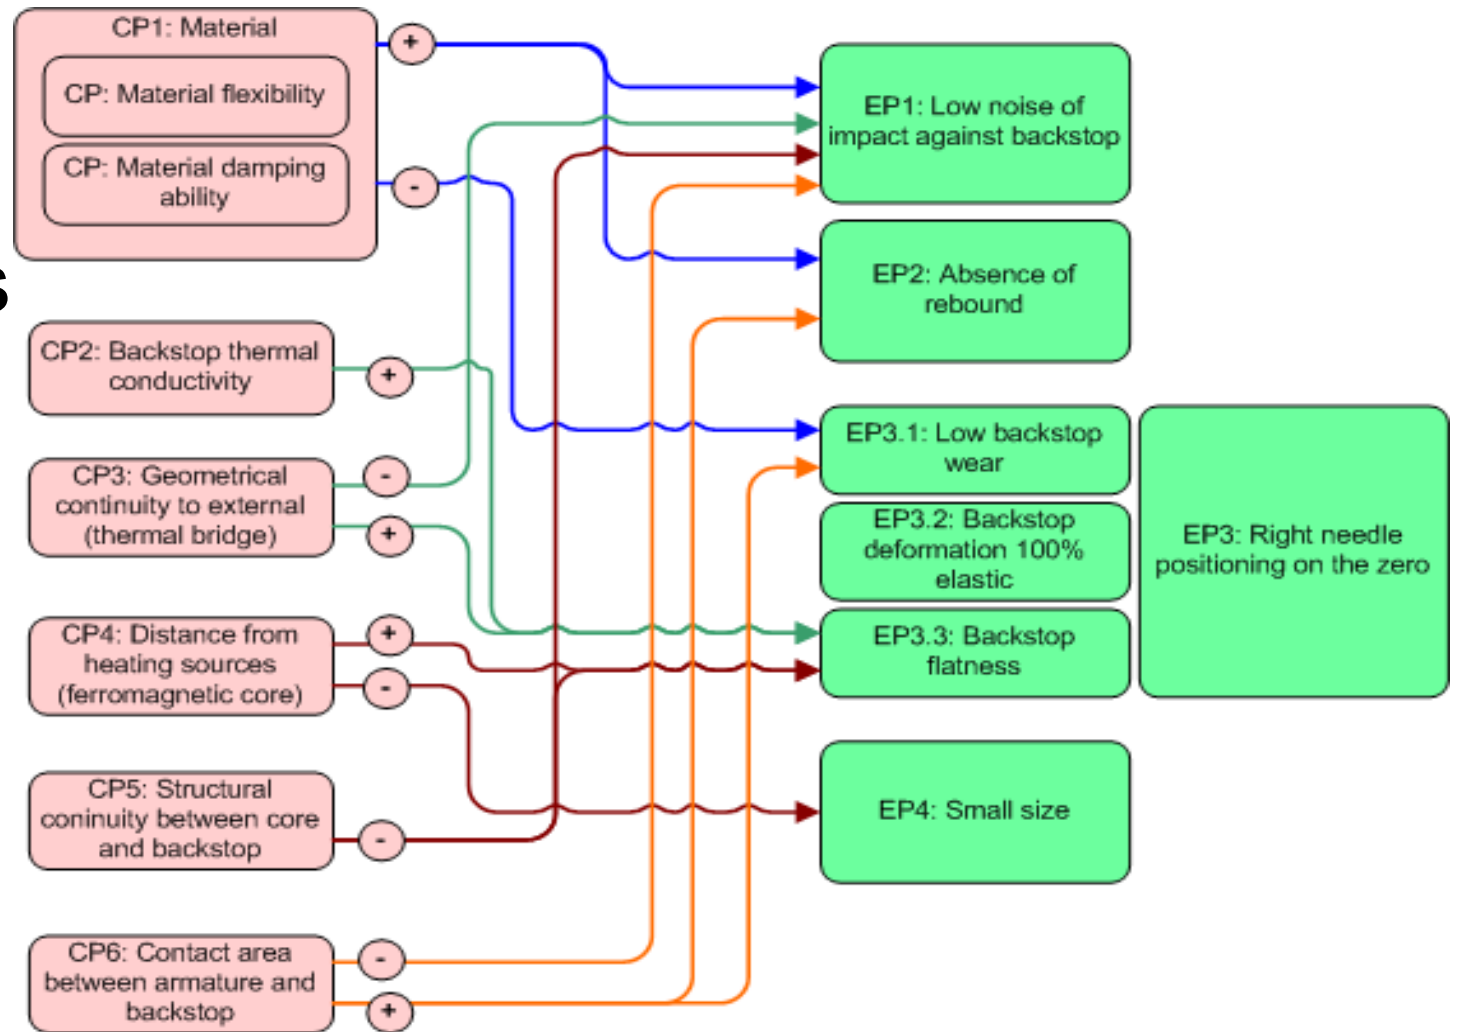 CP1: Material
CP: Material flexibility
CP: Material damping
ability
+
-
s
CP2: Backstop thermal
conductivity
+
CP3: Geometrical
continuity to external
(thermal bridge)
-
+
CP4: Distance from
heating sources
(ferromagnetic core)
+
-
CP5: Structural
coninuity between core
and backstop
-
CP6: Contact area
between armature and
backstop
-
+
EP1: Low noise of
impact against backstop
EP2: Absence of
rebound
EP3.1: Low backstop
wear
EP3.2: Backstop
deformation 100%
elastic
EP3.3: Backstop
flatness
EP3: Right needle
positioning on the zero
EP4: Small size